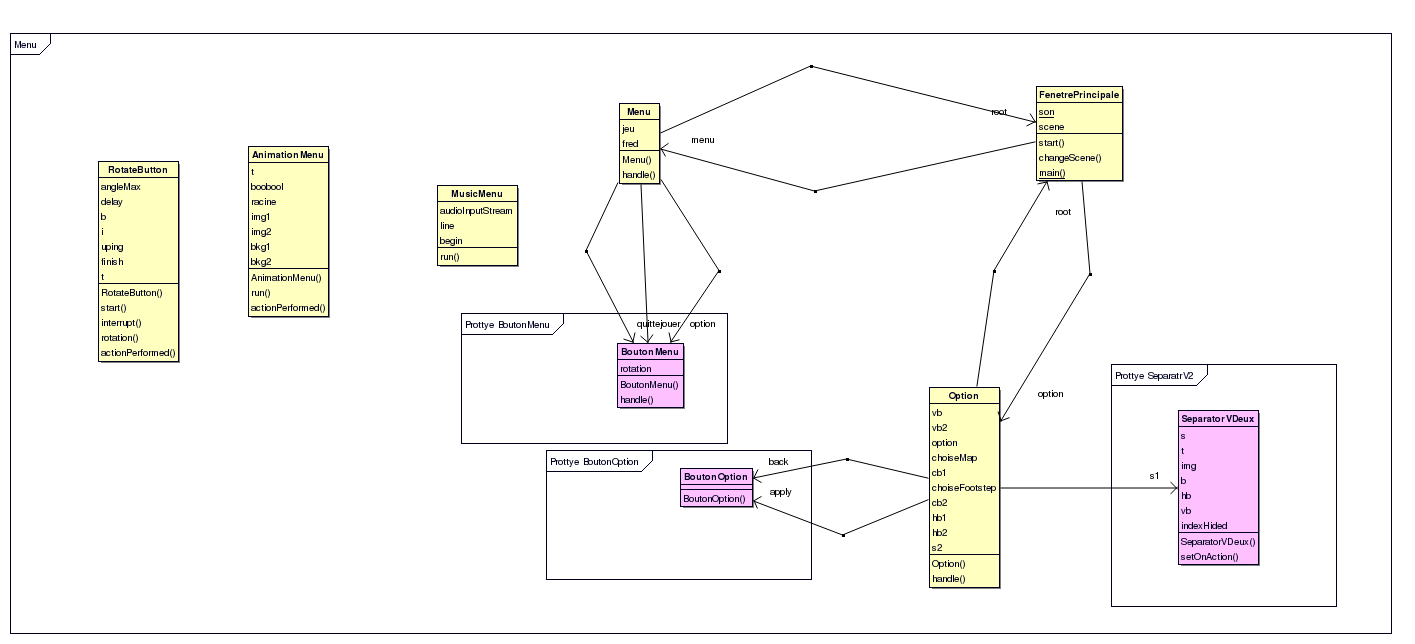 Menu
RotateButton
angleMax
delay
b
i
uping
finish
t
RotateButton()
start()
interrupt()
rotation()
actionPerformed()
AnimationMenu
t
boobool
racine
img1
img2
bkg1
bkg2
AnimationMenu()
run()
actionPerformed()
MusicMenu
audioInputStream
line
begin
run()
Menu
jeu
fred
Menu()
handle()
root
menu
FenetrePrincipale
son
scene
start()
changeScene()
main()
root
option
Prottye BoutonMenu
quittejouer
option
BoutonMenu
rotation
BoutonMenu()
handle()
Prottye BoutonOption
BoutonOption
BoutonOption()
back
apply
Option
vb
vb2
option
choiseMap
cb1
choiseFootstep
cb2
hb1
hb2
s2
Option()
handle()
s1
Prottye SeparatrV2
SeparatorVDeux
s
t
img
b
hb
vb
indexHided
SeparatorVDeux()
setOnAction()